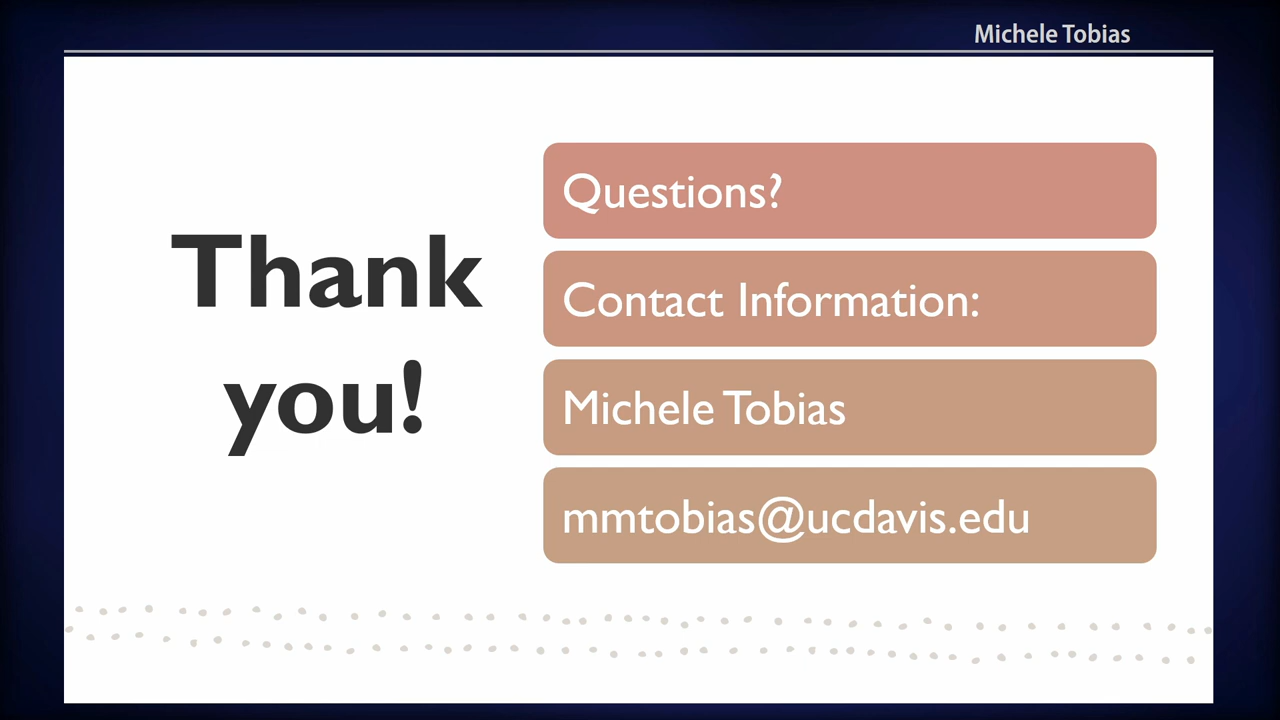 Michele Tobias
Thank
you!
Questions?
Contact Information:
Michele Tobias
mmtobias@ucdavis.edu